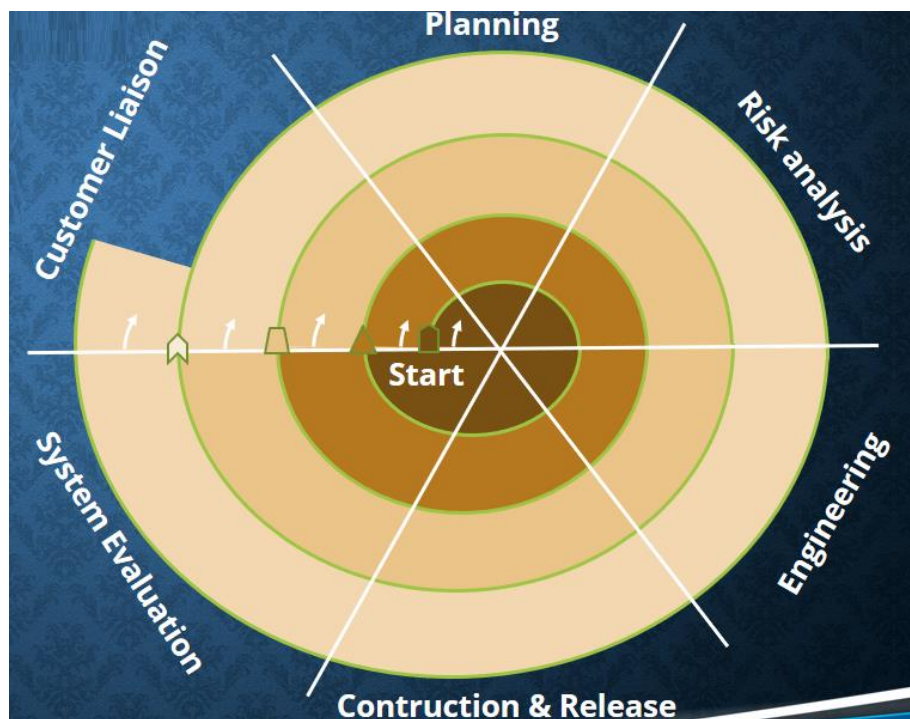 Planning
Customer Liaison
Risk analysis
Start
System Evaluation
Engineering
Contruction & Release